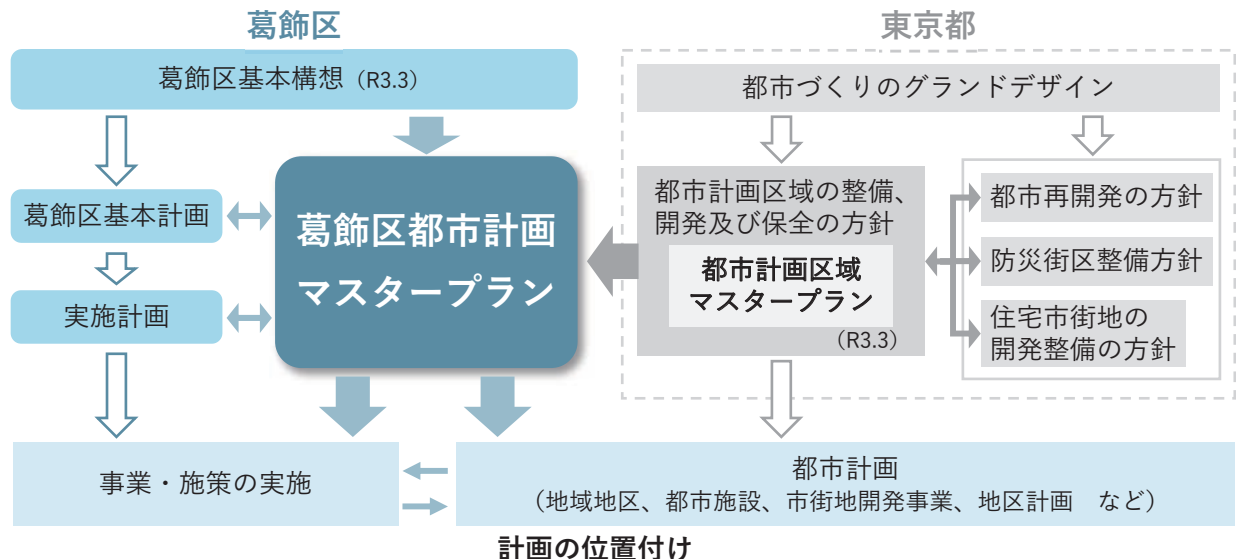 葛飾区
東京都
葛飾区基本構想（R3.3）
都市づくりのグランドデザイン
葛飾区基本計画
実施計画
葛飾区都市計画
マスタープラン
都市計画区域の整備、
開発及び保全の方針
都市計画区域
マスタープラン
（R3.3）
都市再開発の方針
防災街区整備方針
住宅市街地の
開発整備の方針
事業・施策の実施
都市計画
（地域地区、都市施設、市街地開発事業、地区計画　など）
計画の位置付け